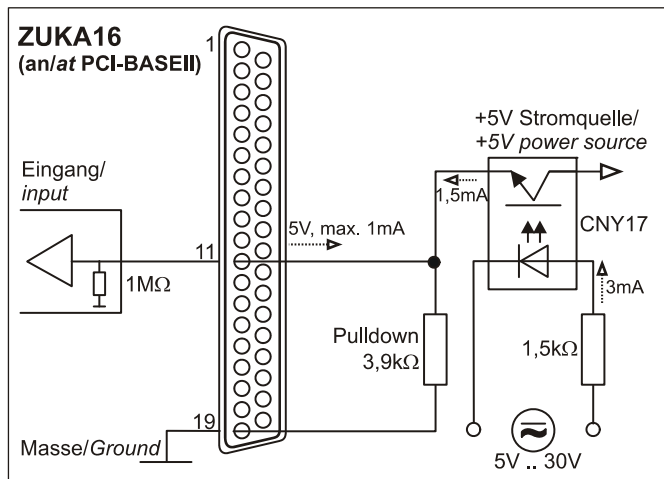 ZUKA16
(an/at PCI-BASEII)
1
+5V Stromquelle/
+5V power source
Eingang/
input
1,5mA
CNY17
5V, max. 1mA
11
1MΩ
3mA
Pulldown
3,9kΩ
1,5kΩ
19
Masse/Ground
5V .. 30V